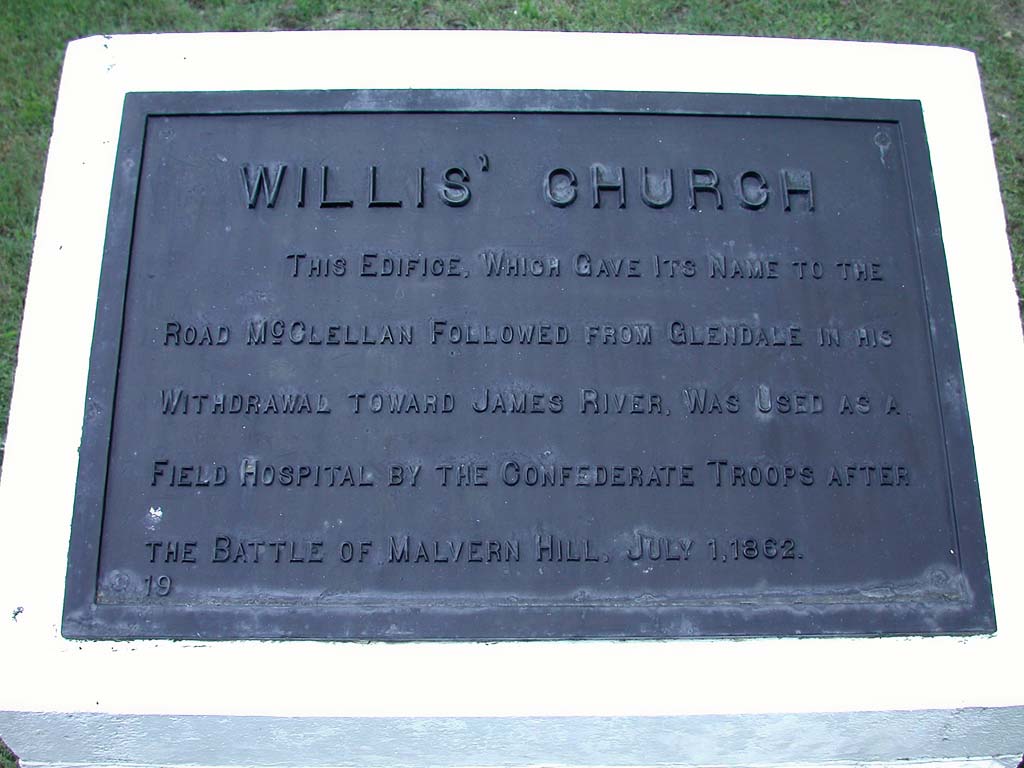 WILLIS' CHURCH
THIS EDIFICE, WHICH GAVE ITS NAME TO THE
ROAD MCCLELLAN FOLLOWED FROM GLENDALE IN HIS
WITHDRAWAL TOWARD JAMES RIVER, WAS USED AS A
FIELD HOSPITAL BY THE CONFEDERATE TROOPS AFTER
THE BATTLE OF MALVERN HILL, JULY 1,1862.
19